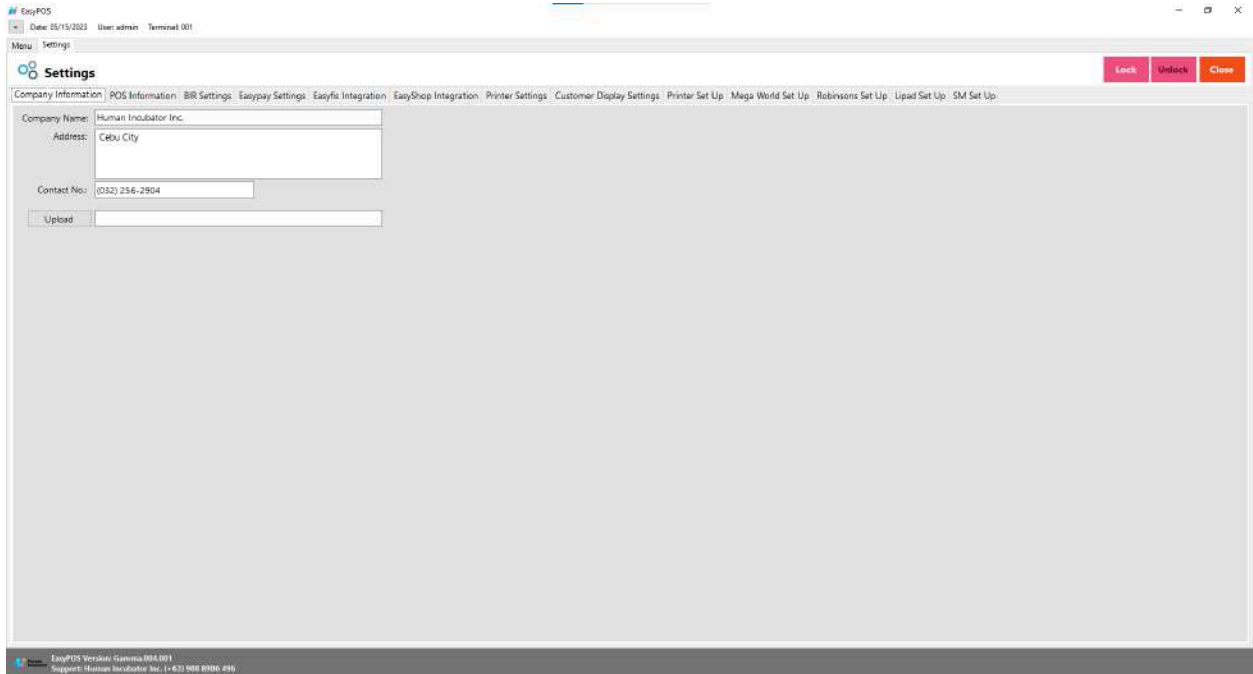 EasyPOS
Date: 05/15/2023 User: admin Terminal: 001
Menu Settings
Settings Lock Unlock Close
Company Information POS Information BIR Settings Easypay Settings Easyfis Integration EasyShop Integration Printer Settings Customer Display Settings Printer Set Up Mega World Set Up Robinsons Set Up Lipad Set Up SM Set Up
Company Name: Human Incubator Inc.
Address: Cebu City
Contact No.: (032) 256-2904
Upload
EasyPOS Version: Gamma.004.001
Support: Human Incubator Inc. (+63) 908 8906 496